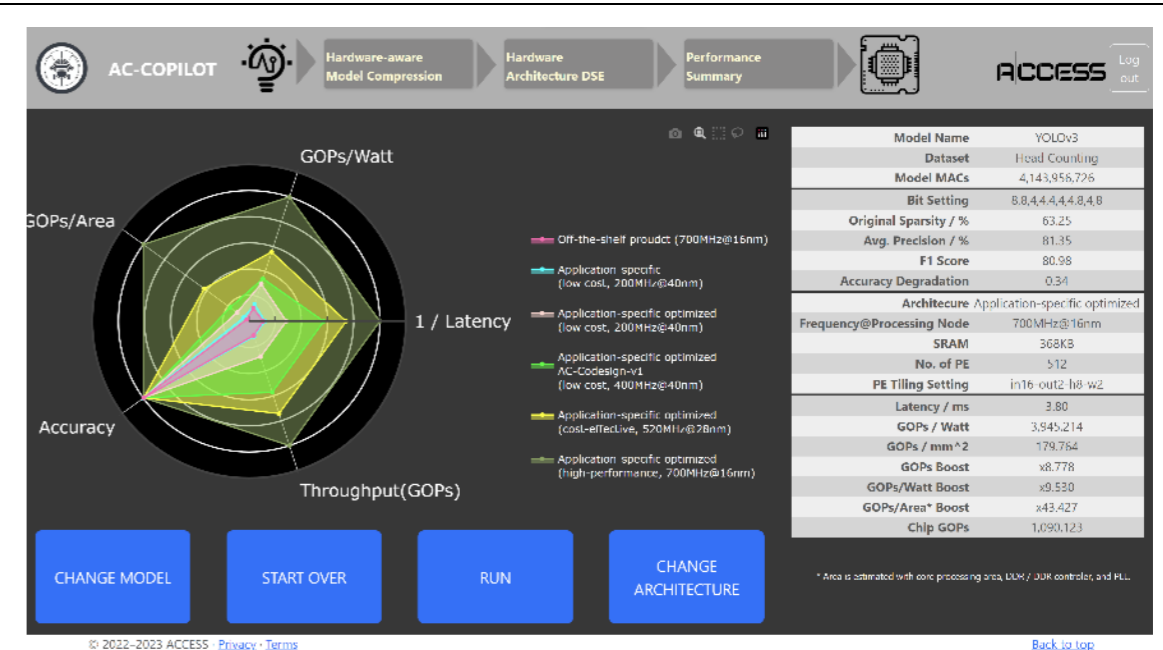 AC-COPILOT
Hardware-aware
Model Compression
Hardware
Architecture DSE
Performance
Summary
ACCESS
Log
out
GOPs/Watt
GOPs/Area
1 / Latency
Accuracy
Throughput(GOPs)
Off-the-shelf proudct (700MHz@16nm)
Application specific
(low cost, 200MHz@40nm)
Application-specific optimized
(low cost, 200MHz@40nm)
Application-specific optimized
AC-Codesign-v1
(low cost, 400MHz@40nm)
Application-specific optimized
(cost-effective, 520MHz@28nm)
Application specific optimized
(high-performance, 700MHz@16nm)
Model Name YOLOv3
Dataset Head Counting
Model MACs 4,143,956,726
Bit Setting 8,8,4,4,4,4,4,8,4,8
Original Sparsity / % 63.25
Avg. Precision / % 81.35
F1 Score 80.98
Accuracy Degradation 0.34
Architecure Application-specific optimized
Frequency@Processing Node 700MHz@16nm
SRAM 368KB
No. of PE 512
PE Tiling Setting in16-out2-h8-w2
Latency / ms 3.80
GOPs / Watt 3,945.214
GOPs / mm^2 179.764
GOPs Boost x8.778
GOPs/Watt Boost x9.530
GOPs/Area* Boost x43.427
Chip GOPs 1,090.123
* Area is estimated with core processing area, DDR / DDR controler, and PLL.
CHANGE MODEL
START OVER
RUN
CHANGE
ARCHITECTURE
© 2022–2023 ACCESS · Privacy · Terms
Back to top